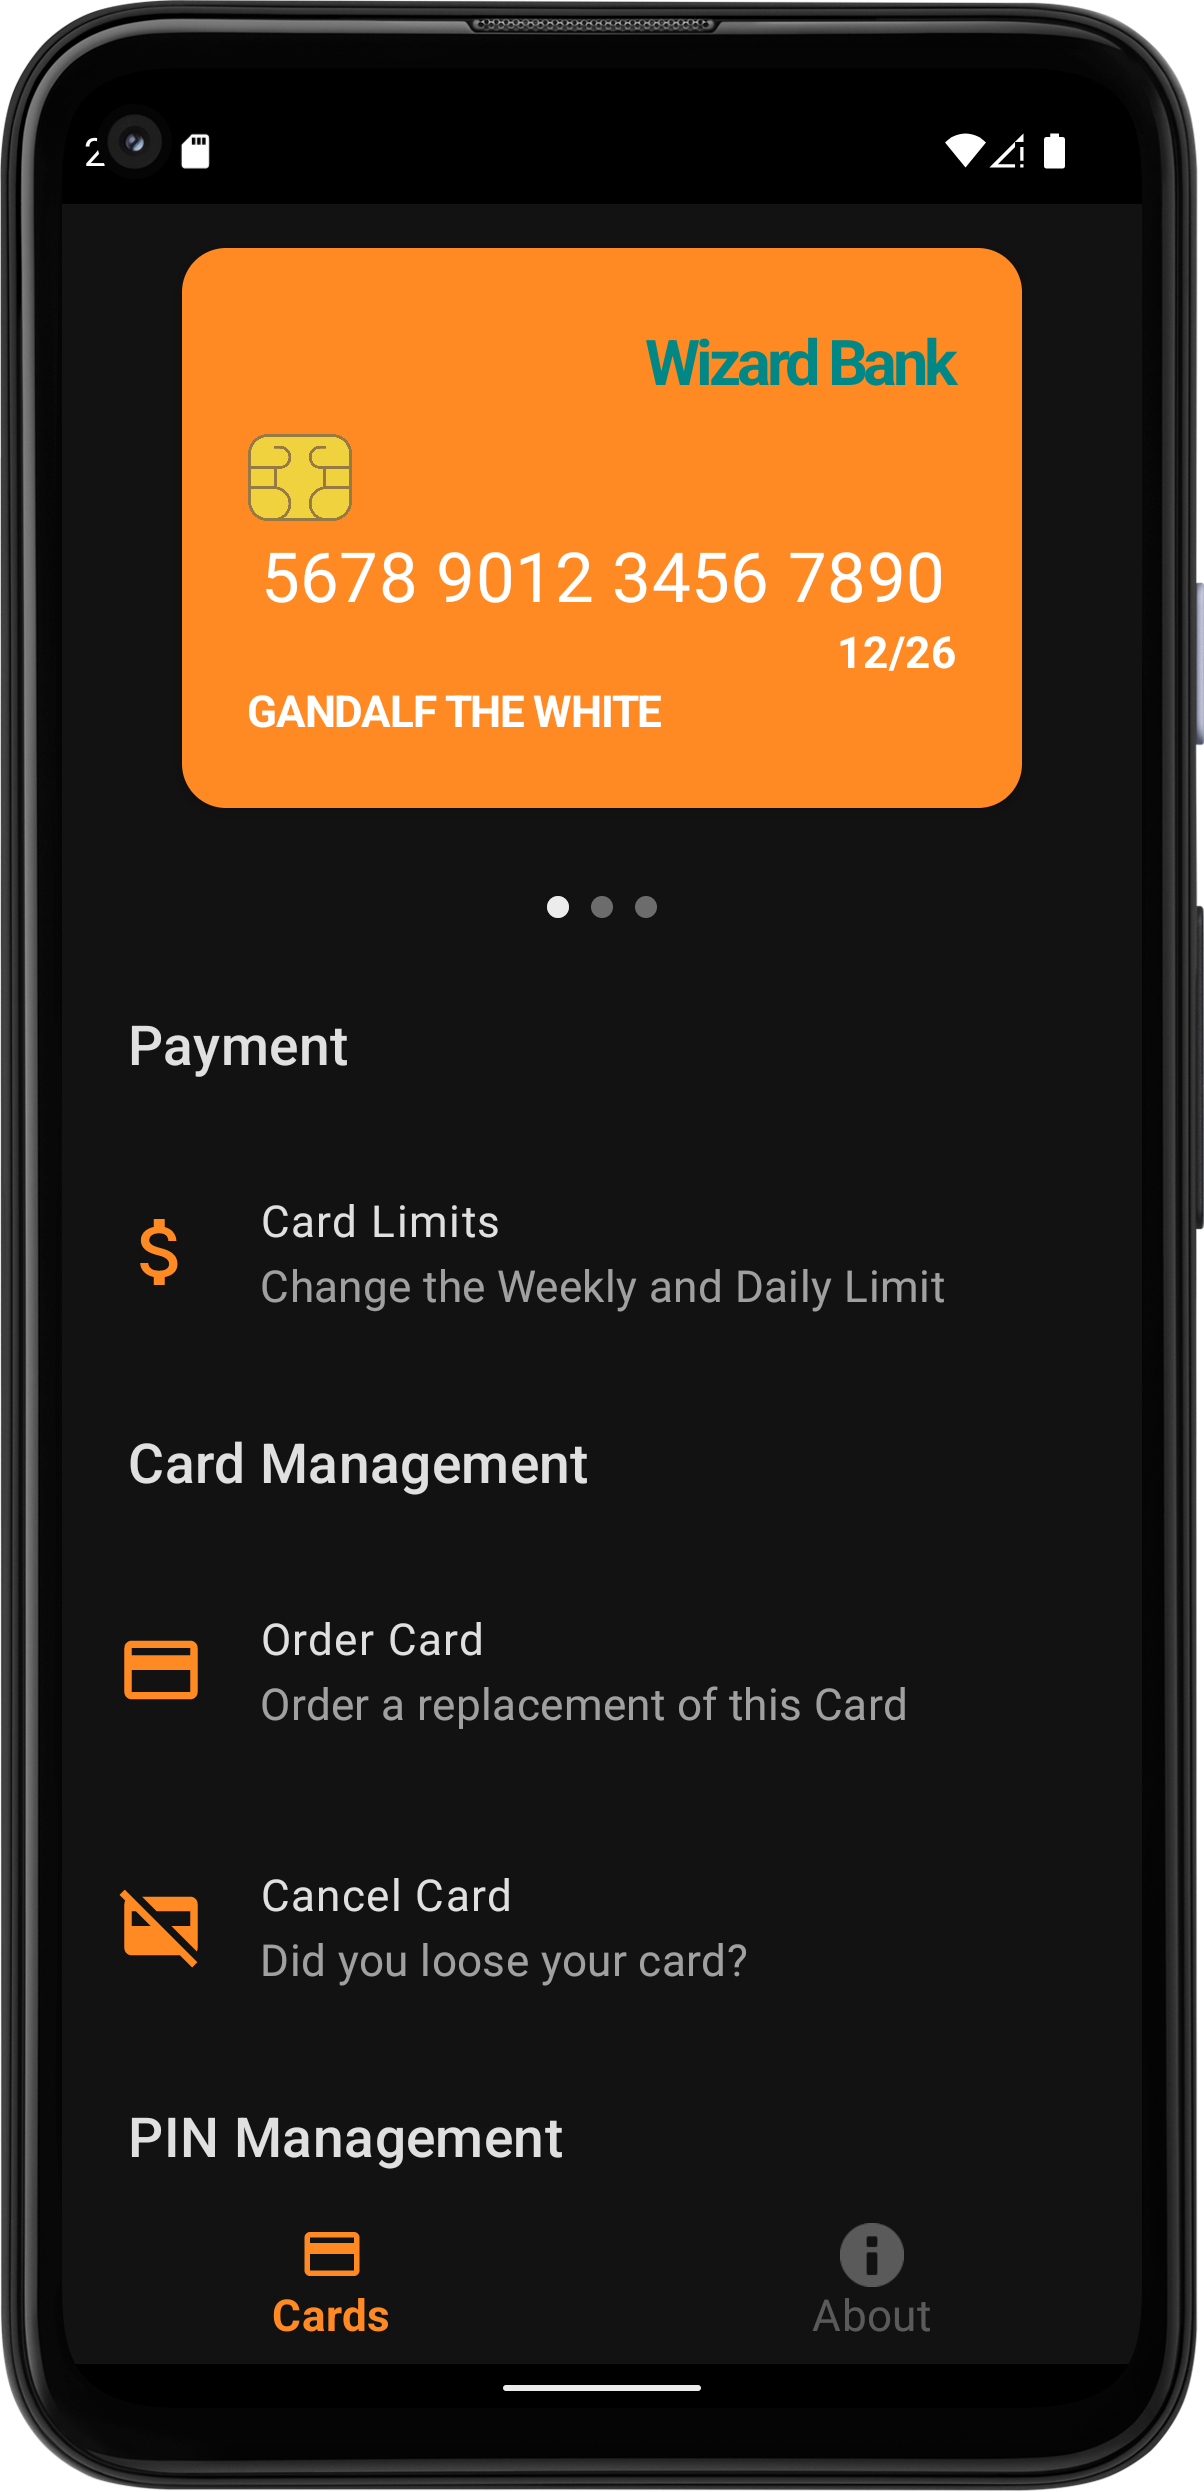 Wizard Bank
5678 9012 3456 7890
12/26
GANDALF THE WHITE
Payment
Card Limits
Change the Weekly and Daily Limit
Card Management
Order Card
Order a replacement of this Card
Cancel Card
Did you loose your card?
PIN Management
Cards
About